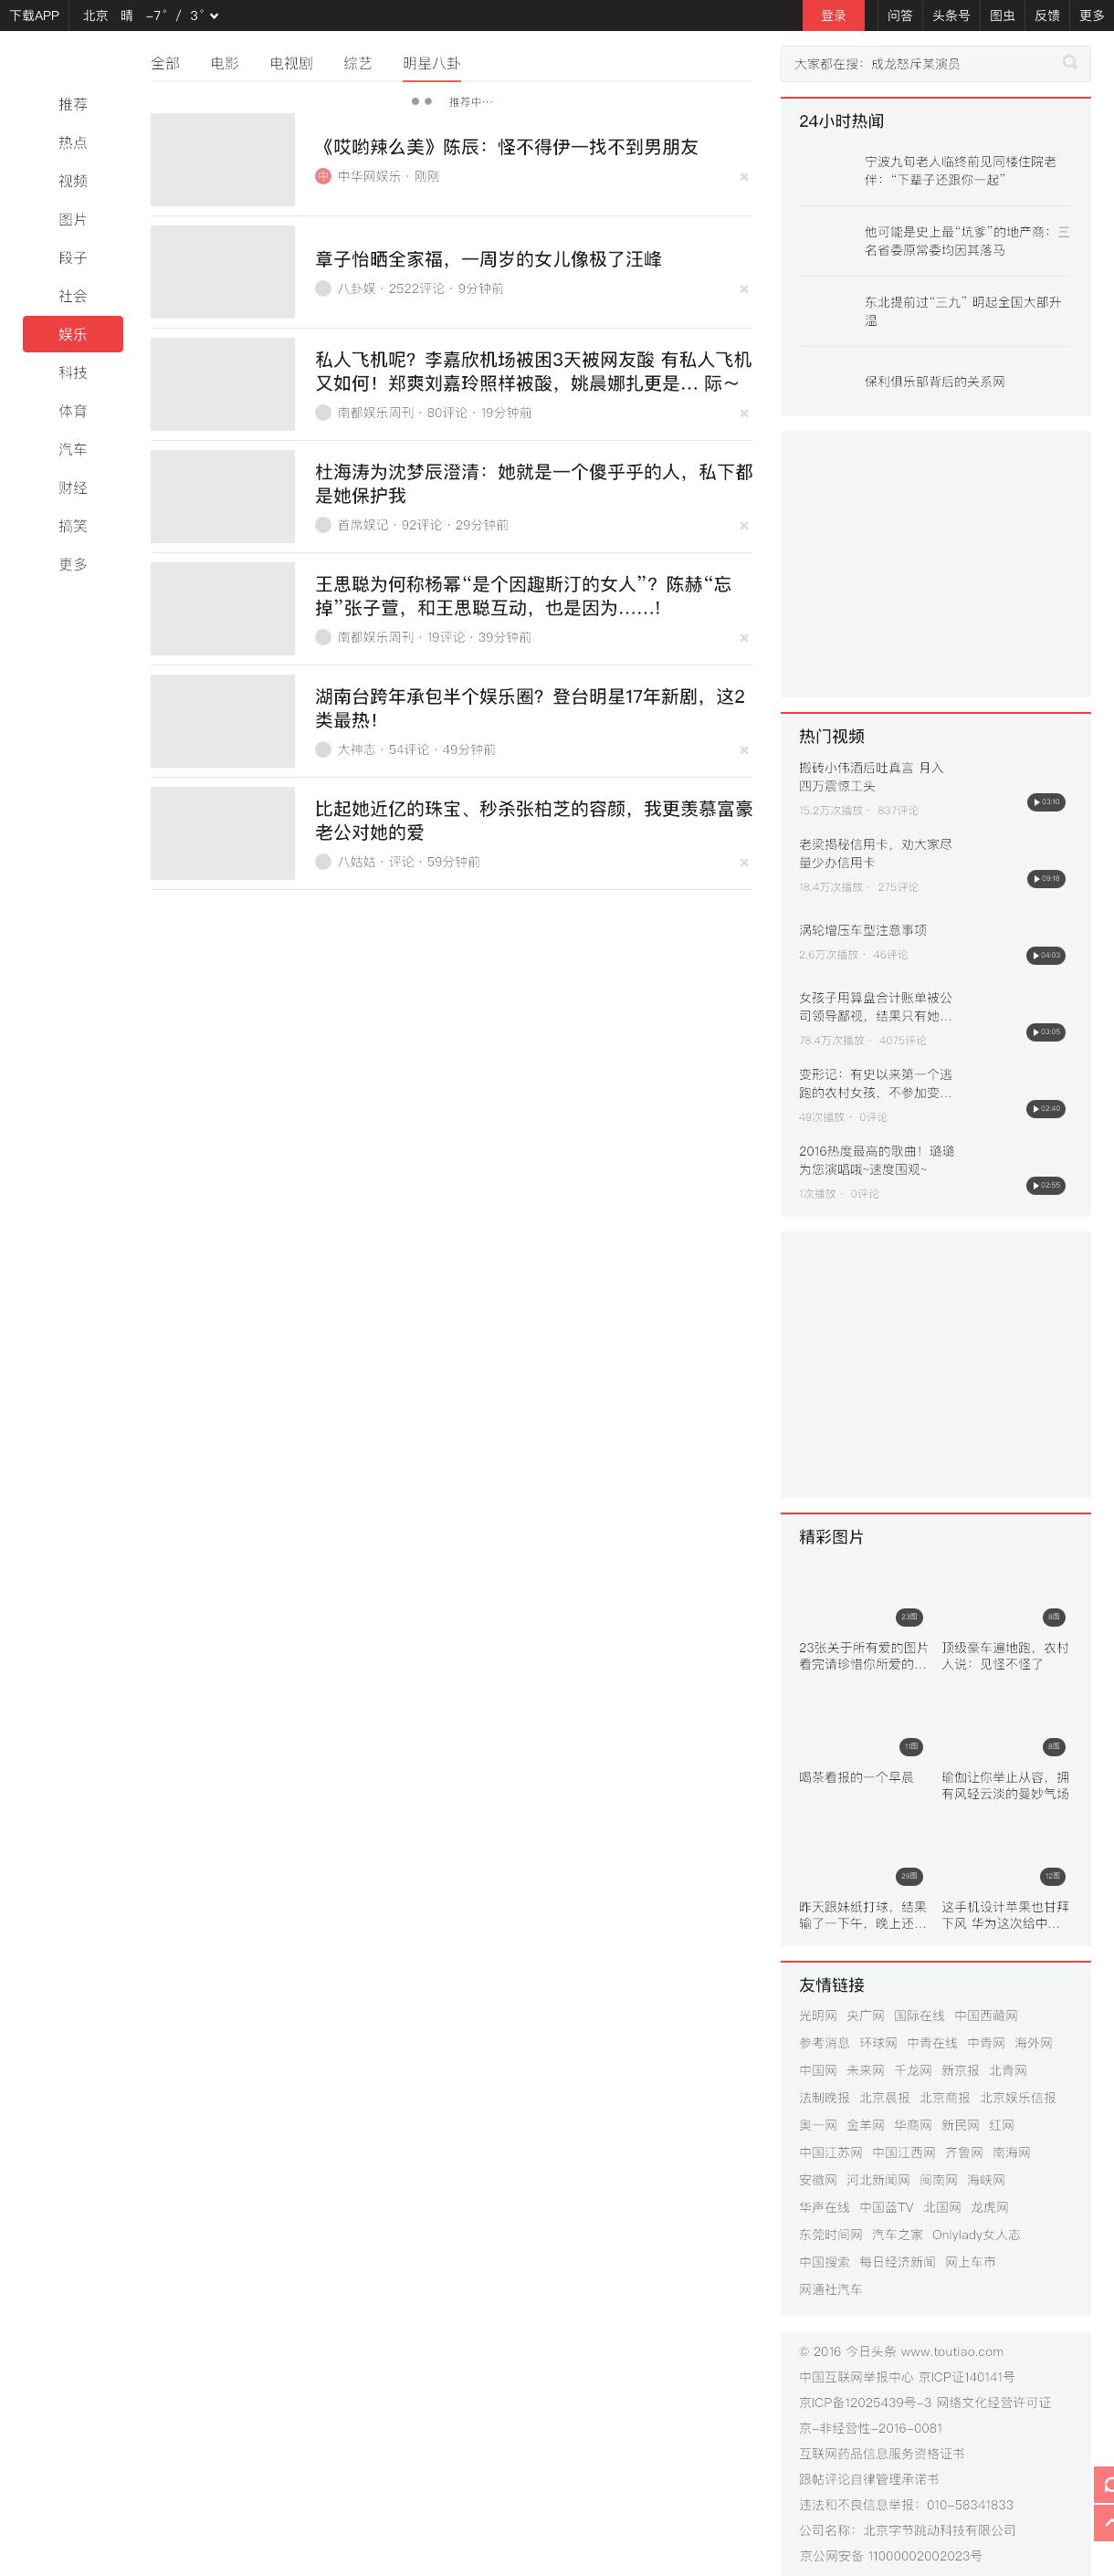 下载APP 北京 晴 -7° / 3° 登录 问答 头条号 图虫 反馈 更多
推荐
热点
视频
图片
段子
社会
娱乐
科技
体育
汽车
财经
搞笑
更多
全部 电影 电视剧 综艺 明星八卦
推荐中···
《哎哟辣么美》陈辰：怪不得伊一找不到男朋友
中 中华网娱乐 · 刚刚
章子怡晒全家福，一周岁的女儿像极了汪峰
八卦娱 · 2522评论 · 9分钟前
私人飞机呢？李嘉欣机场被困3天被网友酸 有私人飞机
又如何！郑爽刘嘉玲照样被酸，姚晨娜扎更是… 际～
南都娱乐周刊 · 80评论 · 19分钟前
杜海涛为沈梦辰澄清：她就是一个傻乎乎的人，私下都
是她保护我
首席娱记 · 92评论 · 29分钟前
王思聪为何称杨幂“是个因趣斯汀的女人”？陈赫“忘
掉”张子萱，和王思聪互动，也是因为……!
南都娱乐周刊 · 19评论 · 39分钟前
湖南台跨年承包半个娱乐圈？登台明星17年新剧，这2
类最热！
大神志 · 54评论 · 49分钟前
比起她近亿的珠宝、秒杀张柏芝的容颜，我更羡慕富豪
老公对她的爱
八姑姑 · 评论 · 59分钟前
大家都在搜：成龙怒斥某演员
24小时热闻
宁波九旬老人临终前见同楼住院老
伴：“下辈子还跟你一起”
他可能是史上最“坑爹”的地产商：三
名省委原常委均因其落马
东北提前过“三九” 明起全国大部升
温
保利俱乐部背后的关系网
热门视频
搬砖小伟酒后吐真言 月入
四万震惊工头
15.2万次播放 · 837评论
03:10
老梁揭秘信用卡，劝大家尽
量少办信用卡
18.4万次播放 · 275评论
09:18
涡轮增压车型注意事项
2.6万次播放 · 46评论
04:03
女孩子用算盘合计账单被公
司领导鄙视，结果只有她…
78.4万次播放 · 4075评论
03:05
变形记：有史以来第一个逃
跑的农村女孩，不参加变…
49次播放 · 0评论
02:40
2016热度最高的歌曲！璐璐
为您演唱哦~速度围观~
1次播放 · 0评论
02:55
精彩图片
23图 8图
23张关于所有爱的图片 顶级豪车遍地跑，农村
看完请珍惜你所爱的… 人说：见怪不怪了
11图 8图
喝茶看报的一个早晨 瑜伽让你举止从容，拥
有风轻云淡的曼妙气场
29图 12图
昨天跟妹纸打球，结果 这手机设计苹果也甘拜
输了一下午，晚上还… 下风 华为这次给中…
友情链接
光明网 央广网 国际在线 中国西藏网
参考消息 环球网 中青在线 中青网 海外网
中国网 未来网 千龙网 新京报 北青网
法制晚报 北京晨报 北京商报 北京娱乐信报
奥一网 金羊网 华商网 新民网 红网
中国江苏网 中国江西网 齐鲁网 南海网
安徽网 河北新闻网 闽南网 海峡网
华声在线 中国蓝TV 北国网 龙虎网
东莞时间网 汽车之家 Onlylady女人志
中国搜索 每日经济新闻 网上车市
网通社汽车
© 2016 今日头条 www.toutiao.com
中国互联网举报中心 京ICP证140141号
京ICP备12025439号-3 网络文化经营许可证
京-非经营性-2016-0081
互联网药品信息服务资格证书
跟帖评论自律管理承诺书
违法和不良信息举报：010-58341833
公司名称：北京字节跳动科技有限公司
京公网安备 11000002002023号